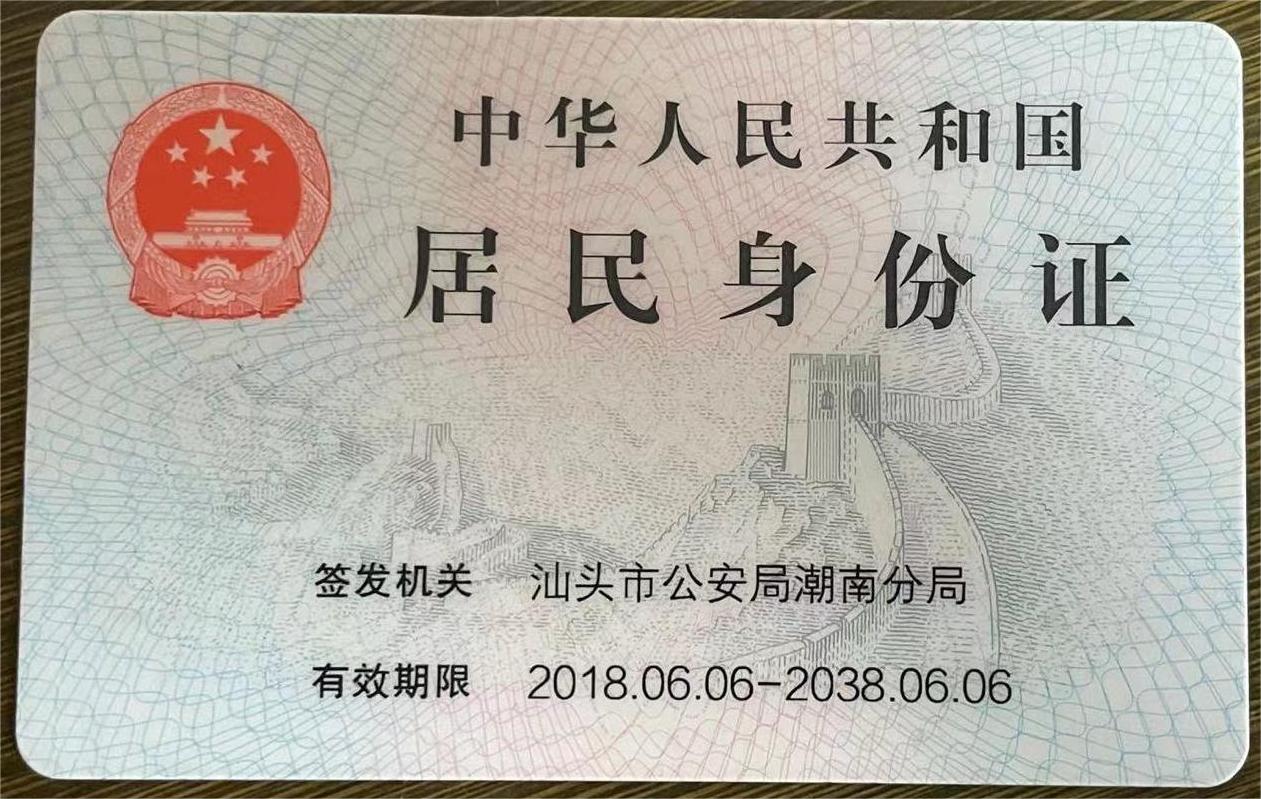 中华人民共和国
居民身份证
签发机关 汕头市公安局潮南分局
有效期限 2018.06.06-2038.06.06